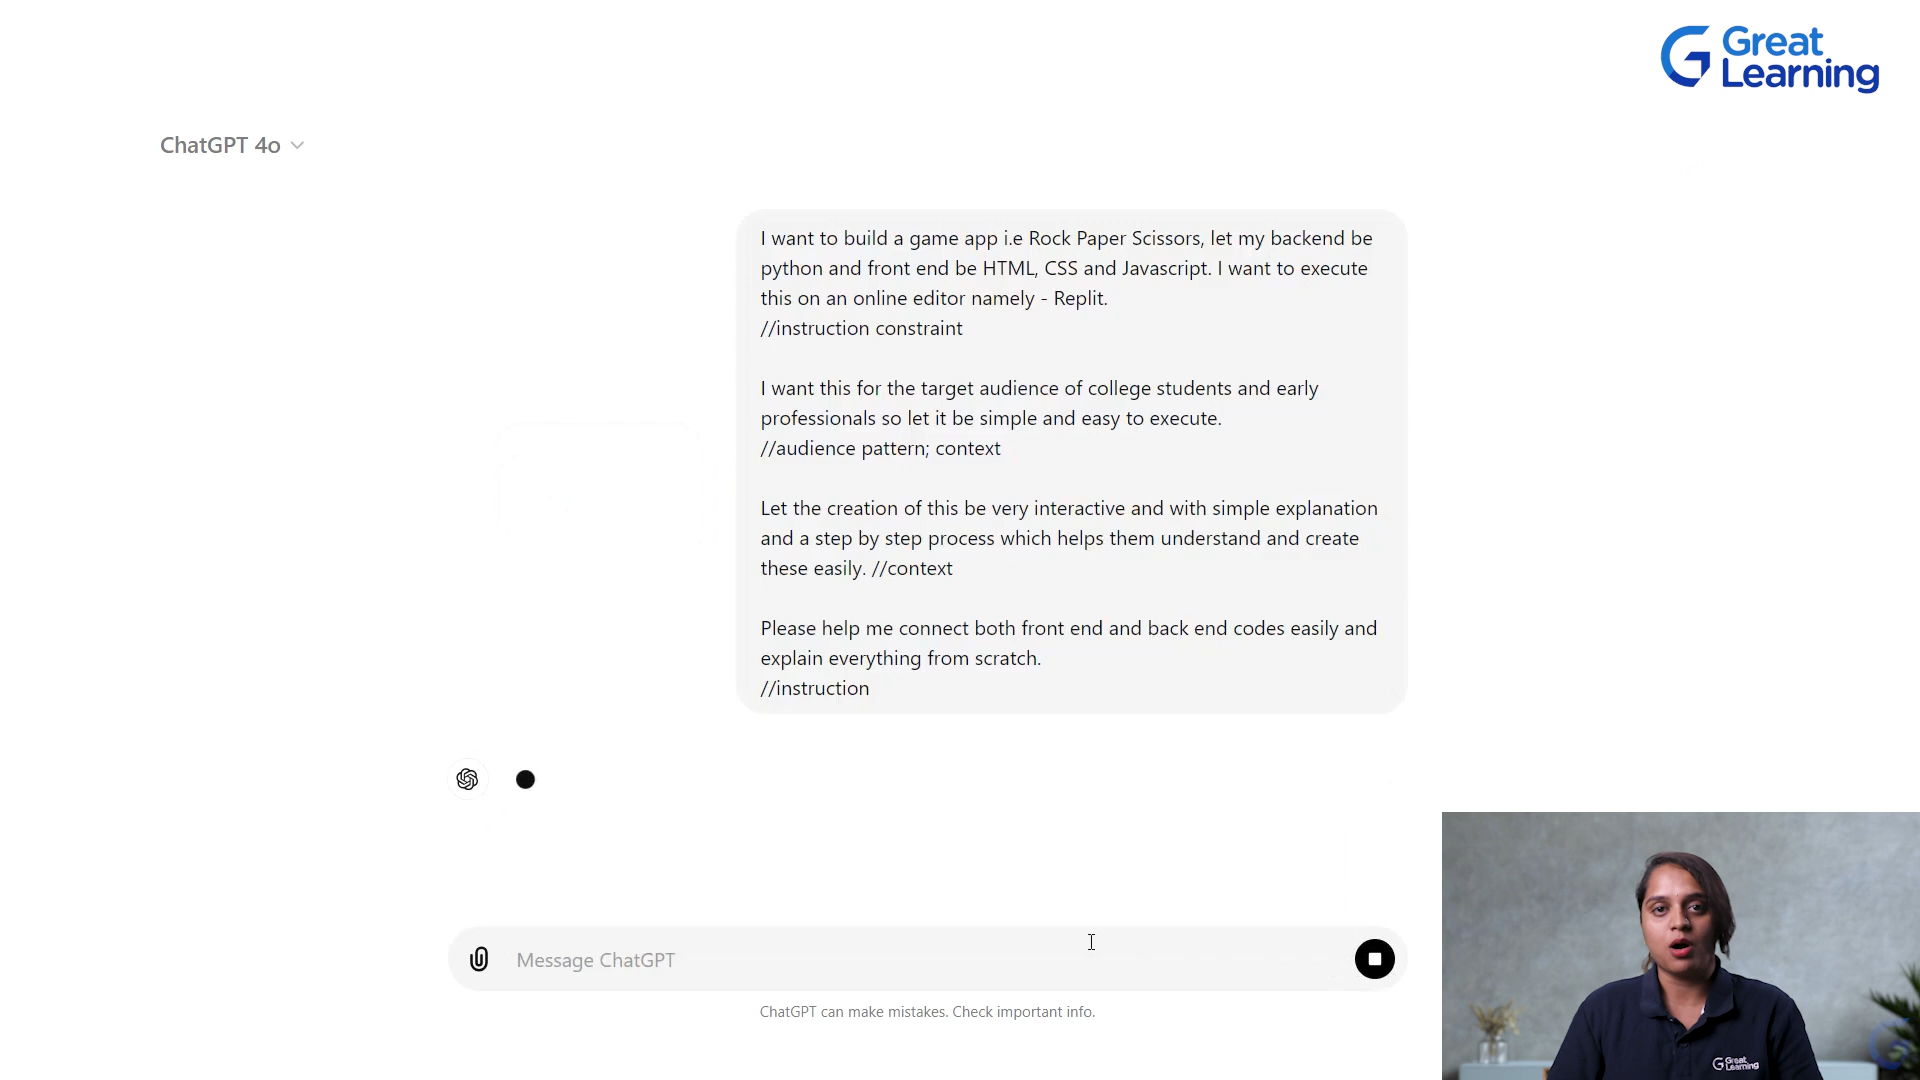 Great
Learning
ChatGPT 4o
I want to build a game app i.e Rock Paper Scissors, let my backend be
python and front end be HTML, CSS and Javascript. I want to execute
this on an online editor namely - Replit.
//instruction constraint
I want this for the target audience of college students and early
professionals so let it be simple and easy to execute.
//audience pattern; context
Let the creation of this be very interactive and with simple explanation
and a step by step process which helps them understand and create
these easily. //context
Please help me connect both front end and back end codes easily and
explain everything from scratch.
//instruction
Message ChatGPT
ChatGPT can make mistakes. Check important info.
Great
Learning